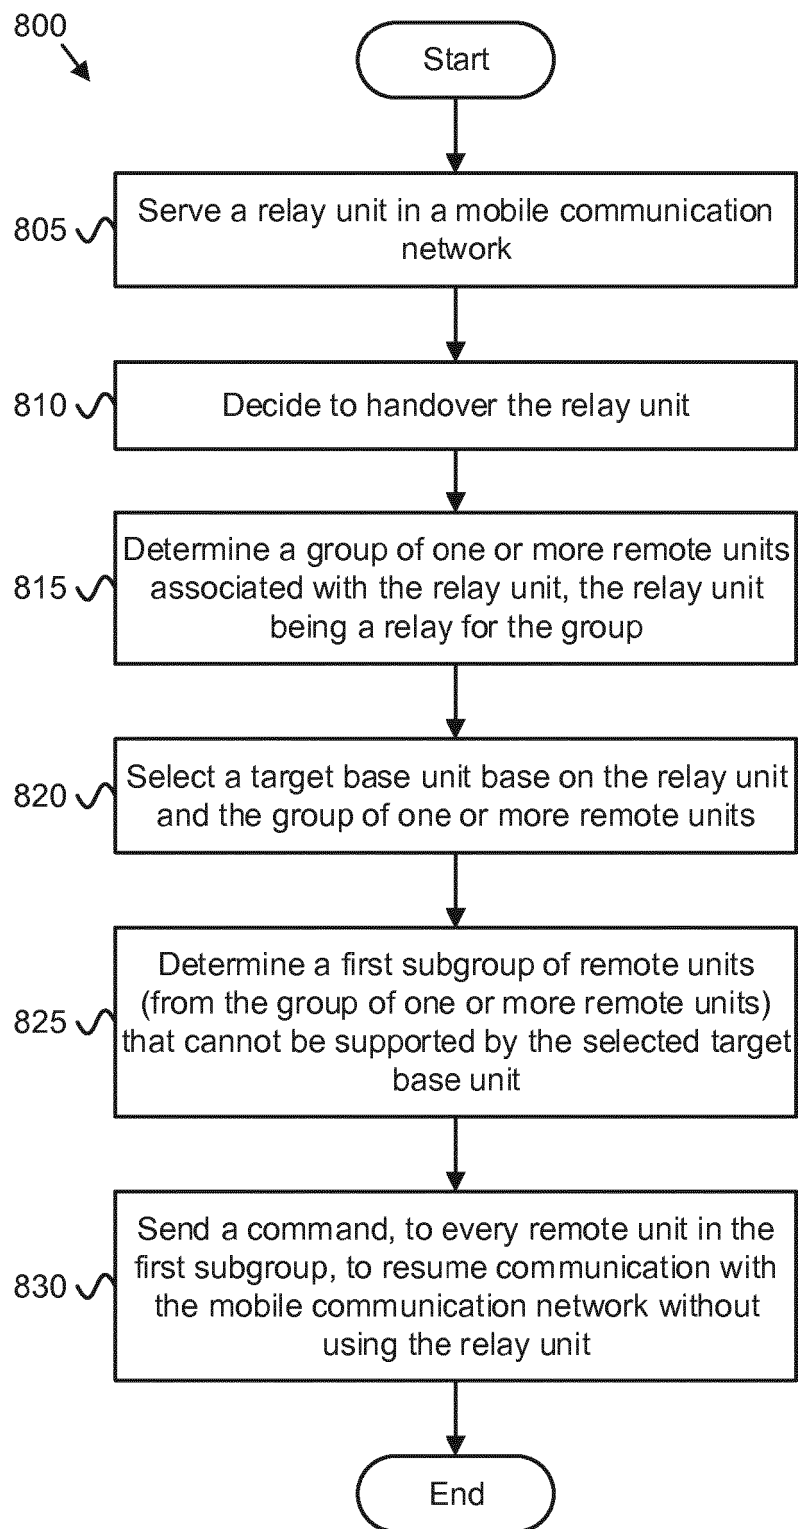 800
Start
805
Serve a relay unit in a mobile communication
network
810
Decide to handover the relay unit
815
Determine a group of one or more remote units
associated with the relay unit, the relay unit
being a relay for the group
820
Select a target base unit base on the relay unit
and the group of one or more remote units
825
Determine a first subgroup of remote units
(from the group of one or more remote units)
that cannot be supported by the selected target
base unit
830
Send a command, to every remote unit in the
first subgroup, to resume communication with
the mobile communication network without
using the relay unit
End